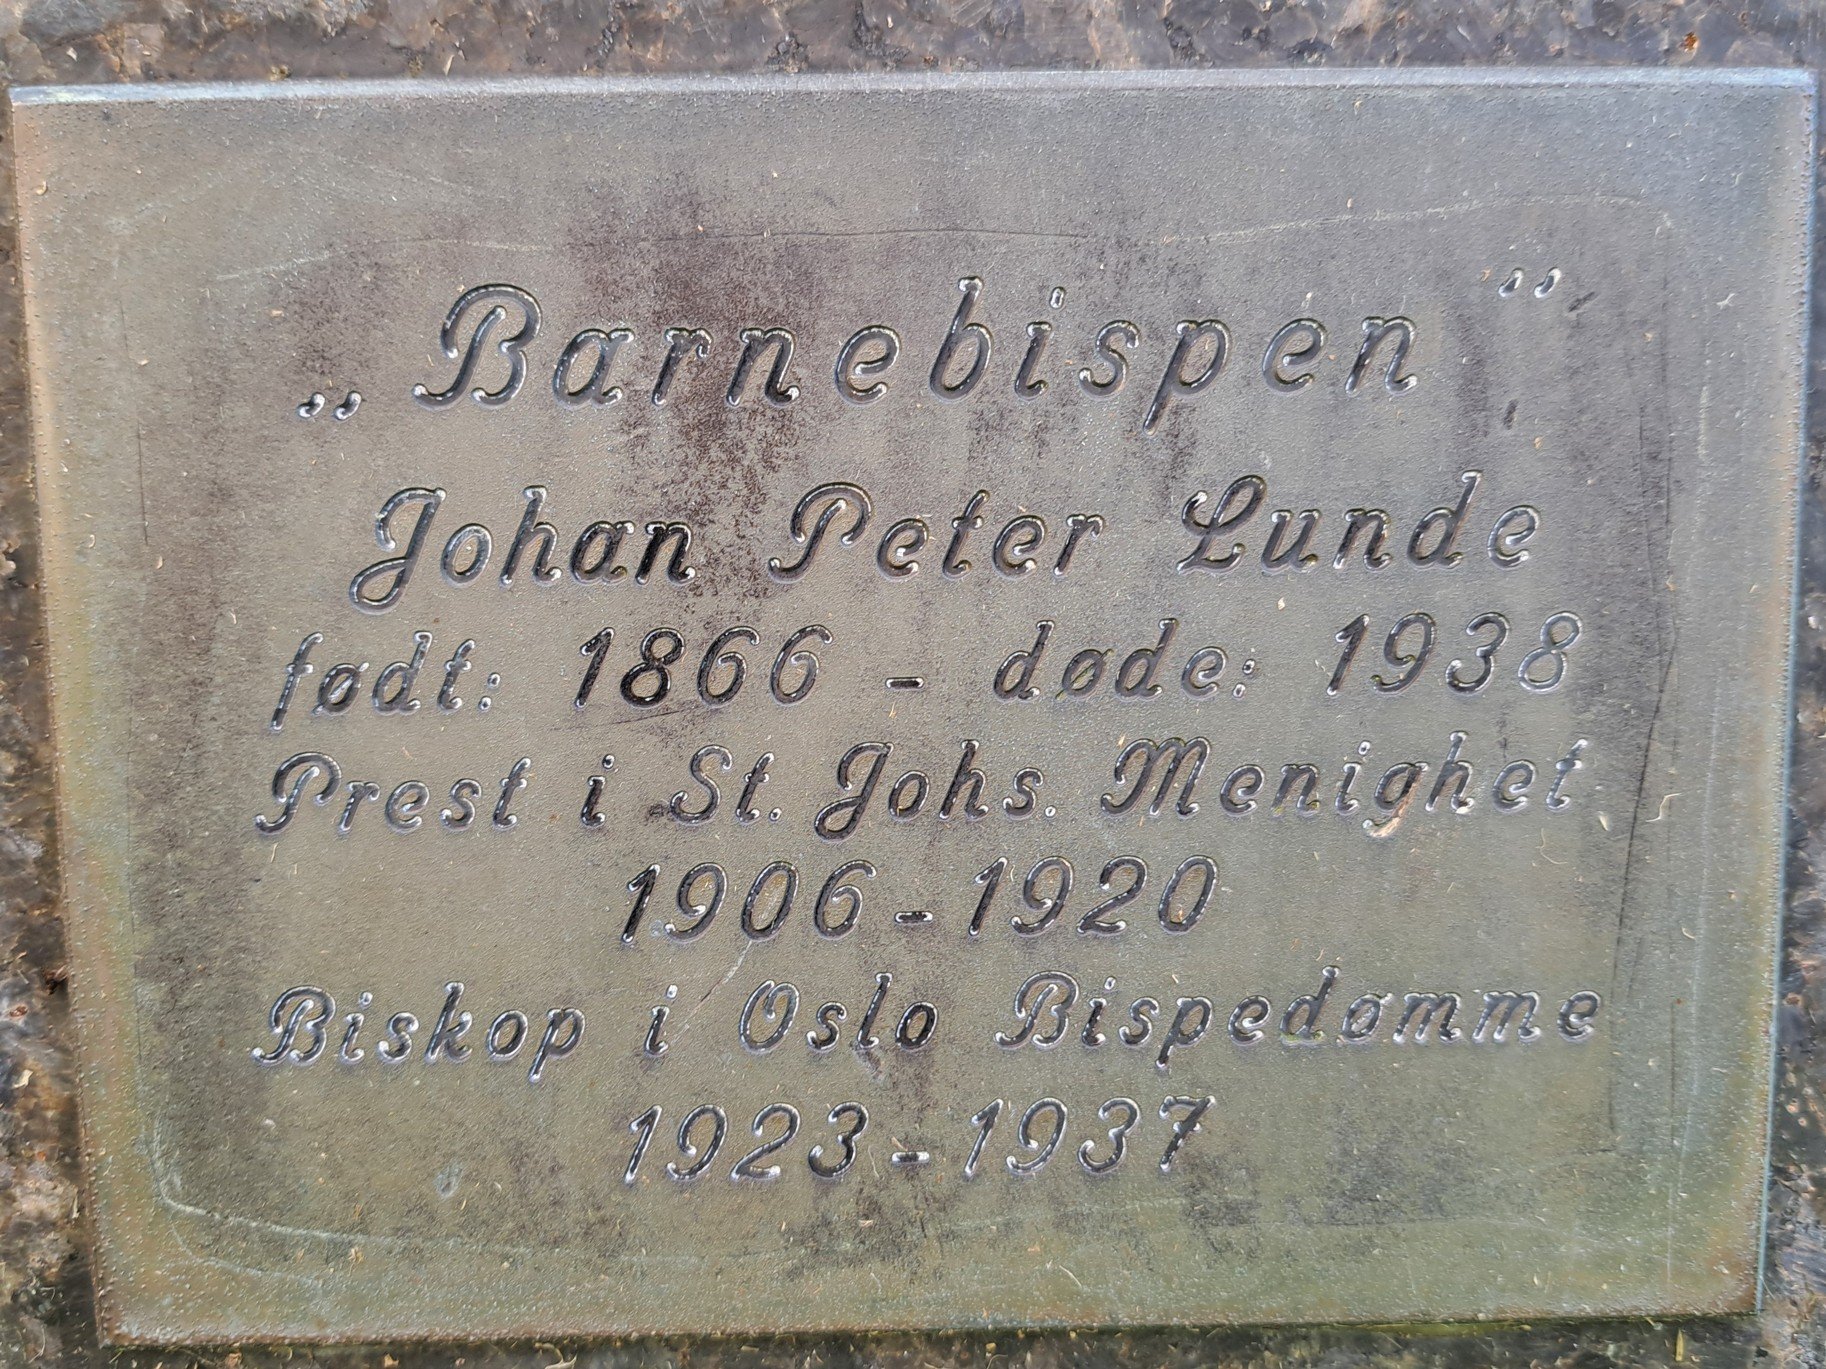 „Barnebispen”
Johan Peter Lunde
født: 1866 - døde: 1938
Prest i St. Johs. Menighet
1906-1920
Biskop i Oslo Bispedømme
1923-1937